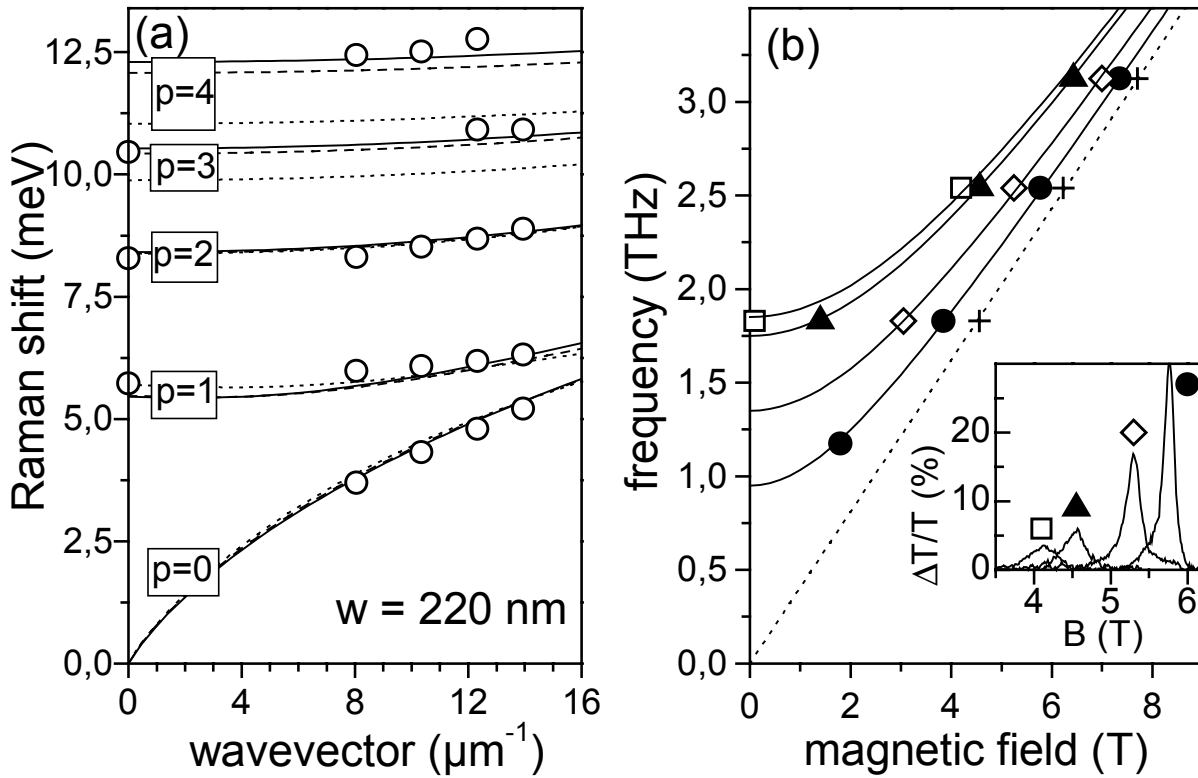 (a)
12,5
10,0
7,5
5,0
2,5
0,0
Raman shift (meV)
p=4
p=3
p=2
p=1
p=0
w = 220 nm
0 4 8 12 16
wavevector (µm⁻¹)
(b)
3,0
2,5
2,0
1,5
1,0
0,5
0,0
frequency (THz)
0 2 4 6 8
magnetic field (T)
20
10
0
ΔT/T (%)
4 5 6
B (T)